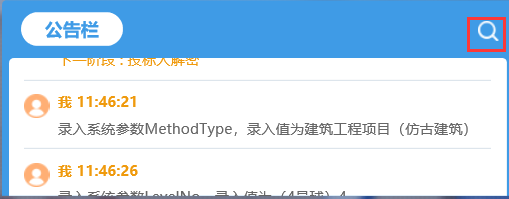 公告栏
下一阶段：投标人解密
我 11:46:21
录入系统参数MethodType，录入值为建筑工程项目（仿古建筑）
我 11:46:26
录入系统参数LevelNo，录入值为（4星球）4